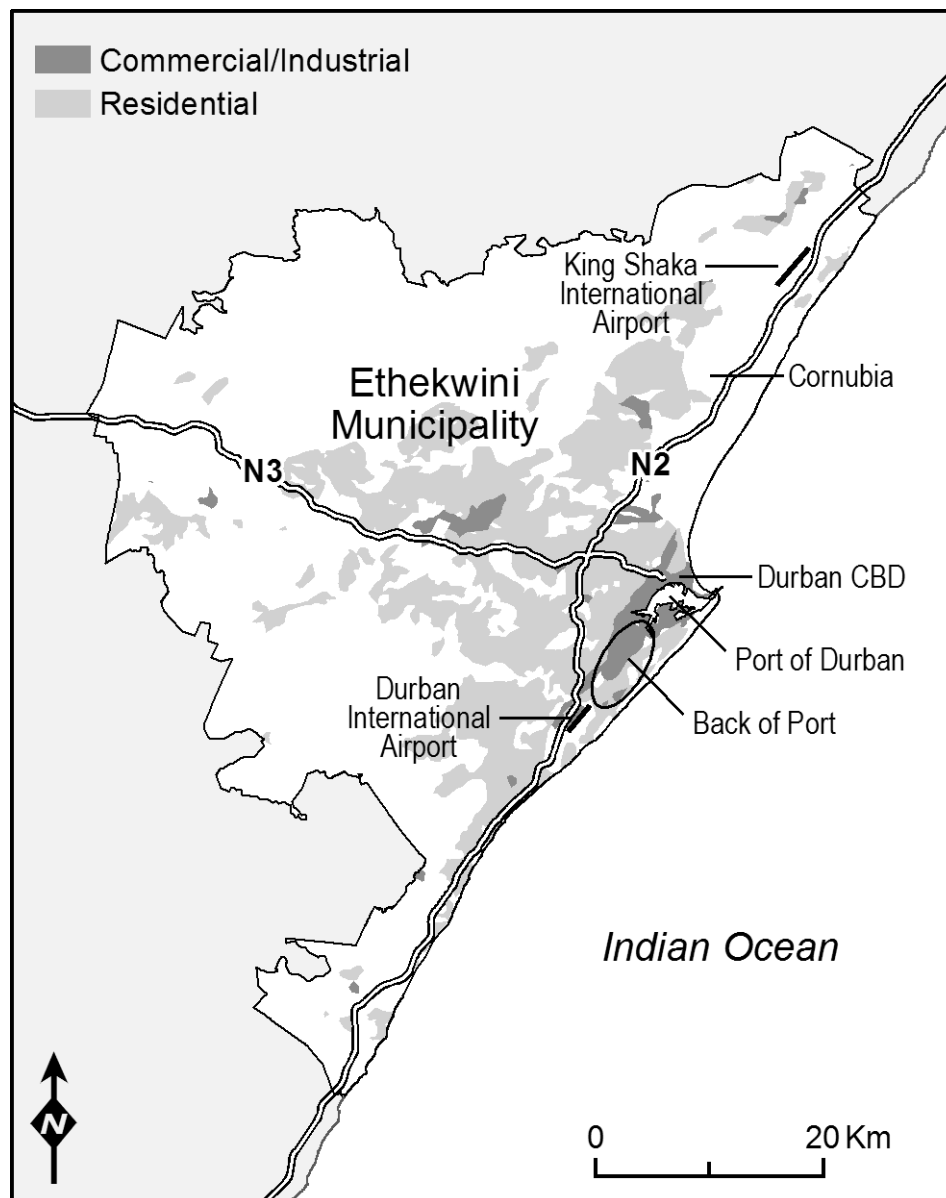 Commercial/Industrial
Residential
King Shaka
International
Airport
Cornubia
Ethekwini
Municipality
N3
N2
Durban CBD
Port of Durban
Back of Port
Durban
International
Airport
Indian Ocean
N
0 20 Km